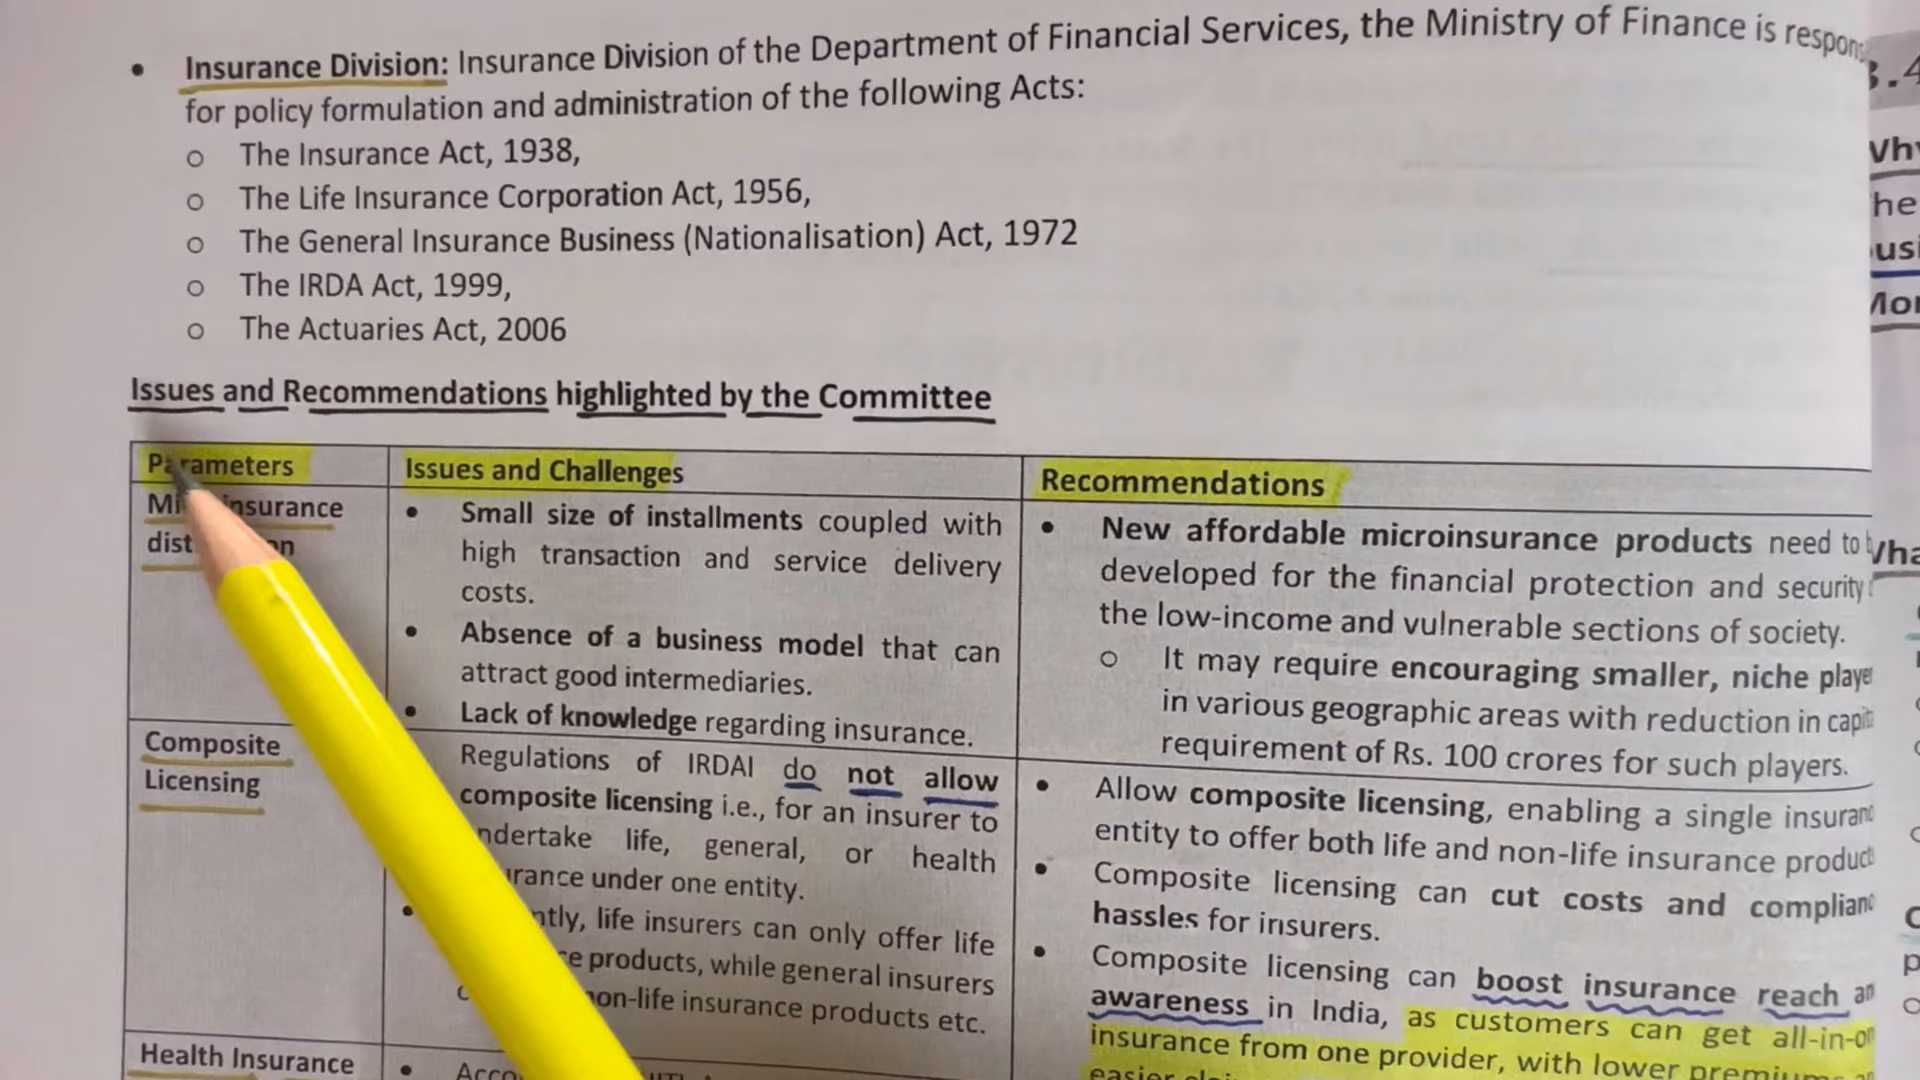 • Insurance Division: Insurance Division of the Department of Financial Services, the Ministry of Finance is
for policy formulation and administration of the following Acts:
o The Insurance Act, 1938,
o The Life Insurance Corporation Act, 1956,
o The General Insurance Business (Nationalisation) Act, 1972
o The IRDA Act, 1999,
o The Actuaries Act, 2006
Issues and Recommendations highlighted by the Committee
Parameters
Issues and Challenges
Recommendations
• Small size of installments coupled with
high transaction and service delivery
costs.
• Absence of a business model that can
attract good intermediaries.
• Lack of knowledge regarding insurance.
• New affordable microinsurance products need to
developed for the financial protection and security
the low-income and vulnerable sections of society.
o It may require encouraging smaller, niche
in various geographic areas with reduction in
requirement of Rs. 100 crores for such players.
Composite
Licensing
Regulations of IRDAI do not allow
composite licensing i.e., for an insurer to
life, general, or health
under one entity.
• life insurers can only offer life
products, while general insurers
non-life insurance products etc.
• Allow composite licensing, enabling a single
entity to offer both life and non-life insurance
• Composite licensing can cut costs and
hassles for insurers.
• Composite licensing can boost insurance reach
awareness in India, as customers can get
insurance from one provider, with lower
Health Insurance
•